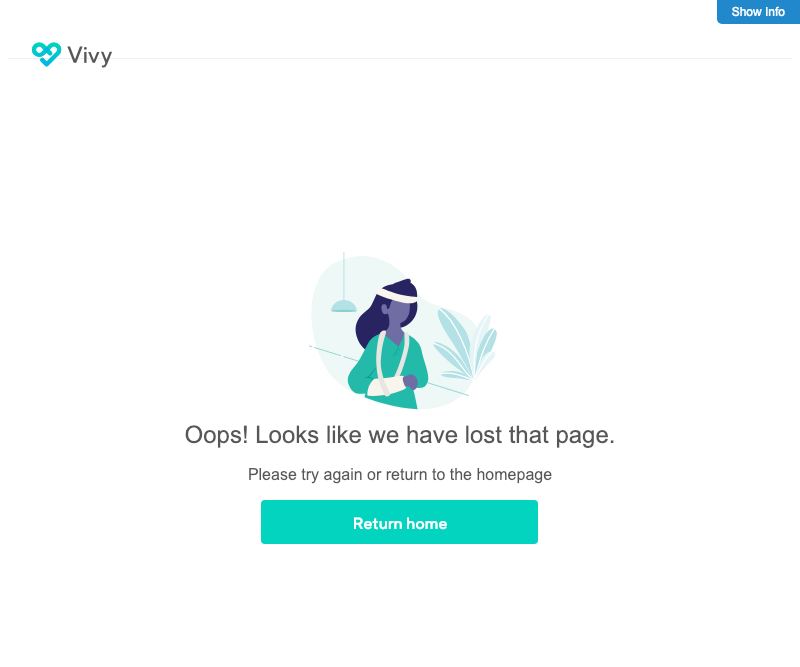 Show Info
Vivy
Oops! Looks like we have lost that page.
Please try again or return to the homepage
Return home